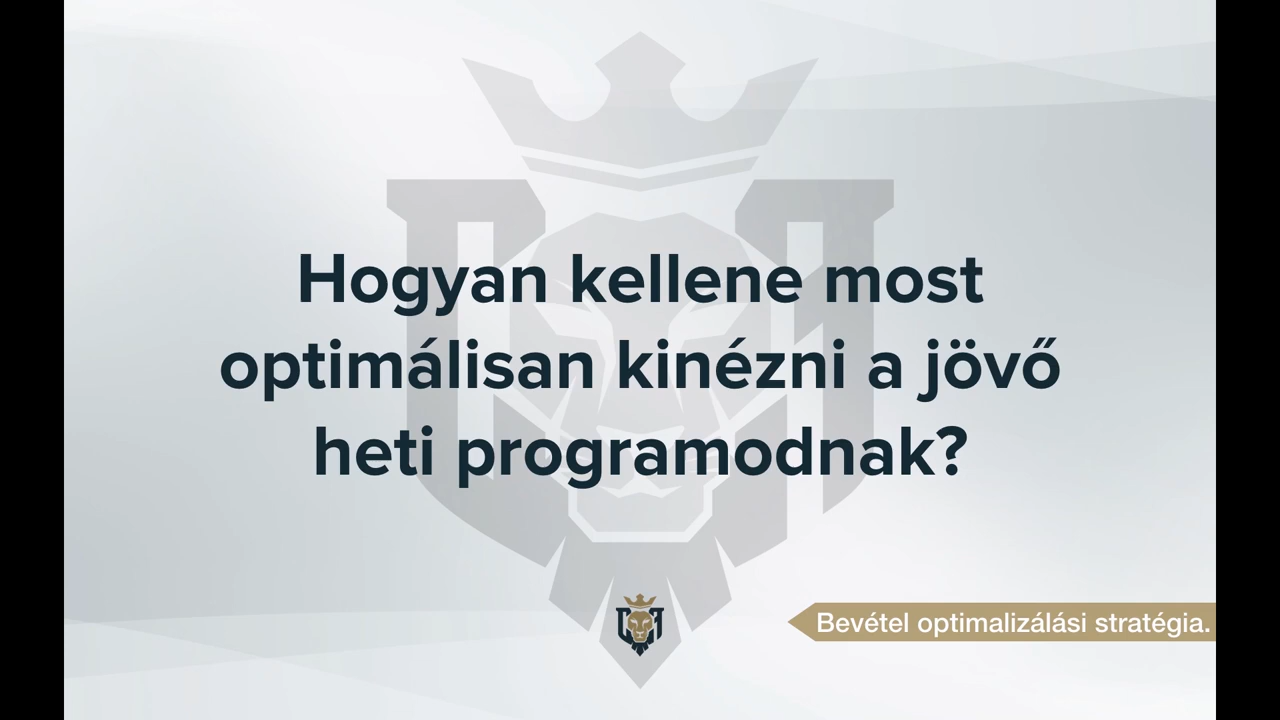 Hogyan kellene most
optimálisan kinézni a jövő
heti programodnak?
Bevétel optimalizálási stratégia.